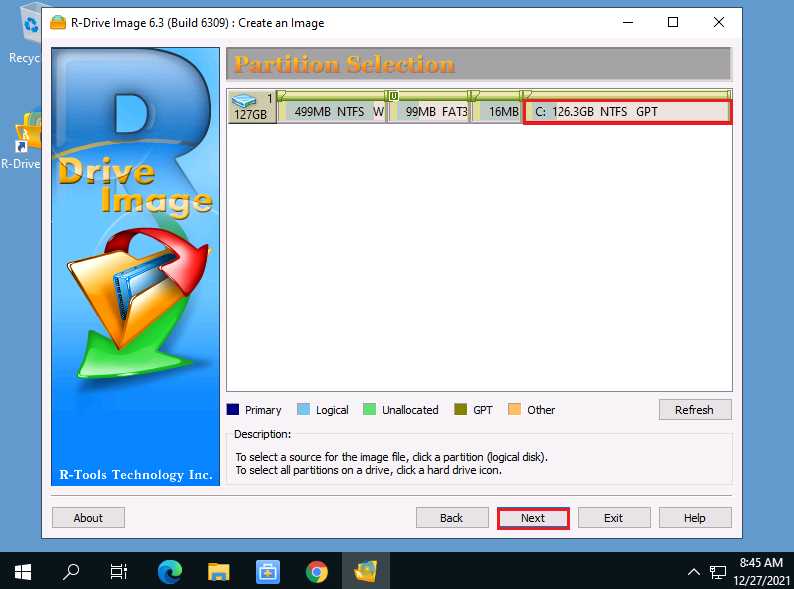 Recyc
R-Drive
R-Drive Image 6.3 (Build 6309) : Create an Image
R
Drive
Image
R-Tools Technology Inc.
Partition Selection
1
127GB
499MB NTFS W
U
99MB FAT3
16MB
C: 126.3GB NTFS GPT
Primary Logical Unallocated GPT Other
Refresh
Description:
To select a source for the image file, click a partition (logical disk).
To select all partitions on a drive, click a hard drive icon.
About Back Next Exit Help
8:45 AM
12/27/2021